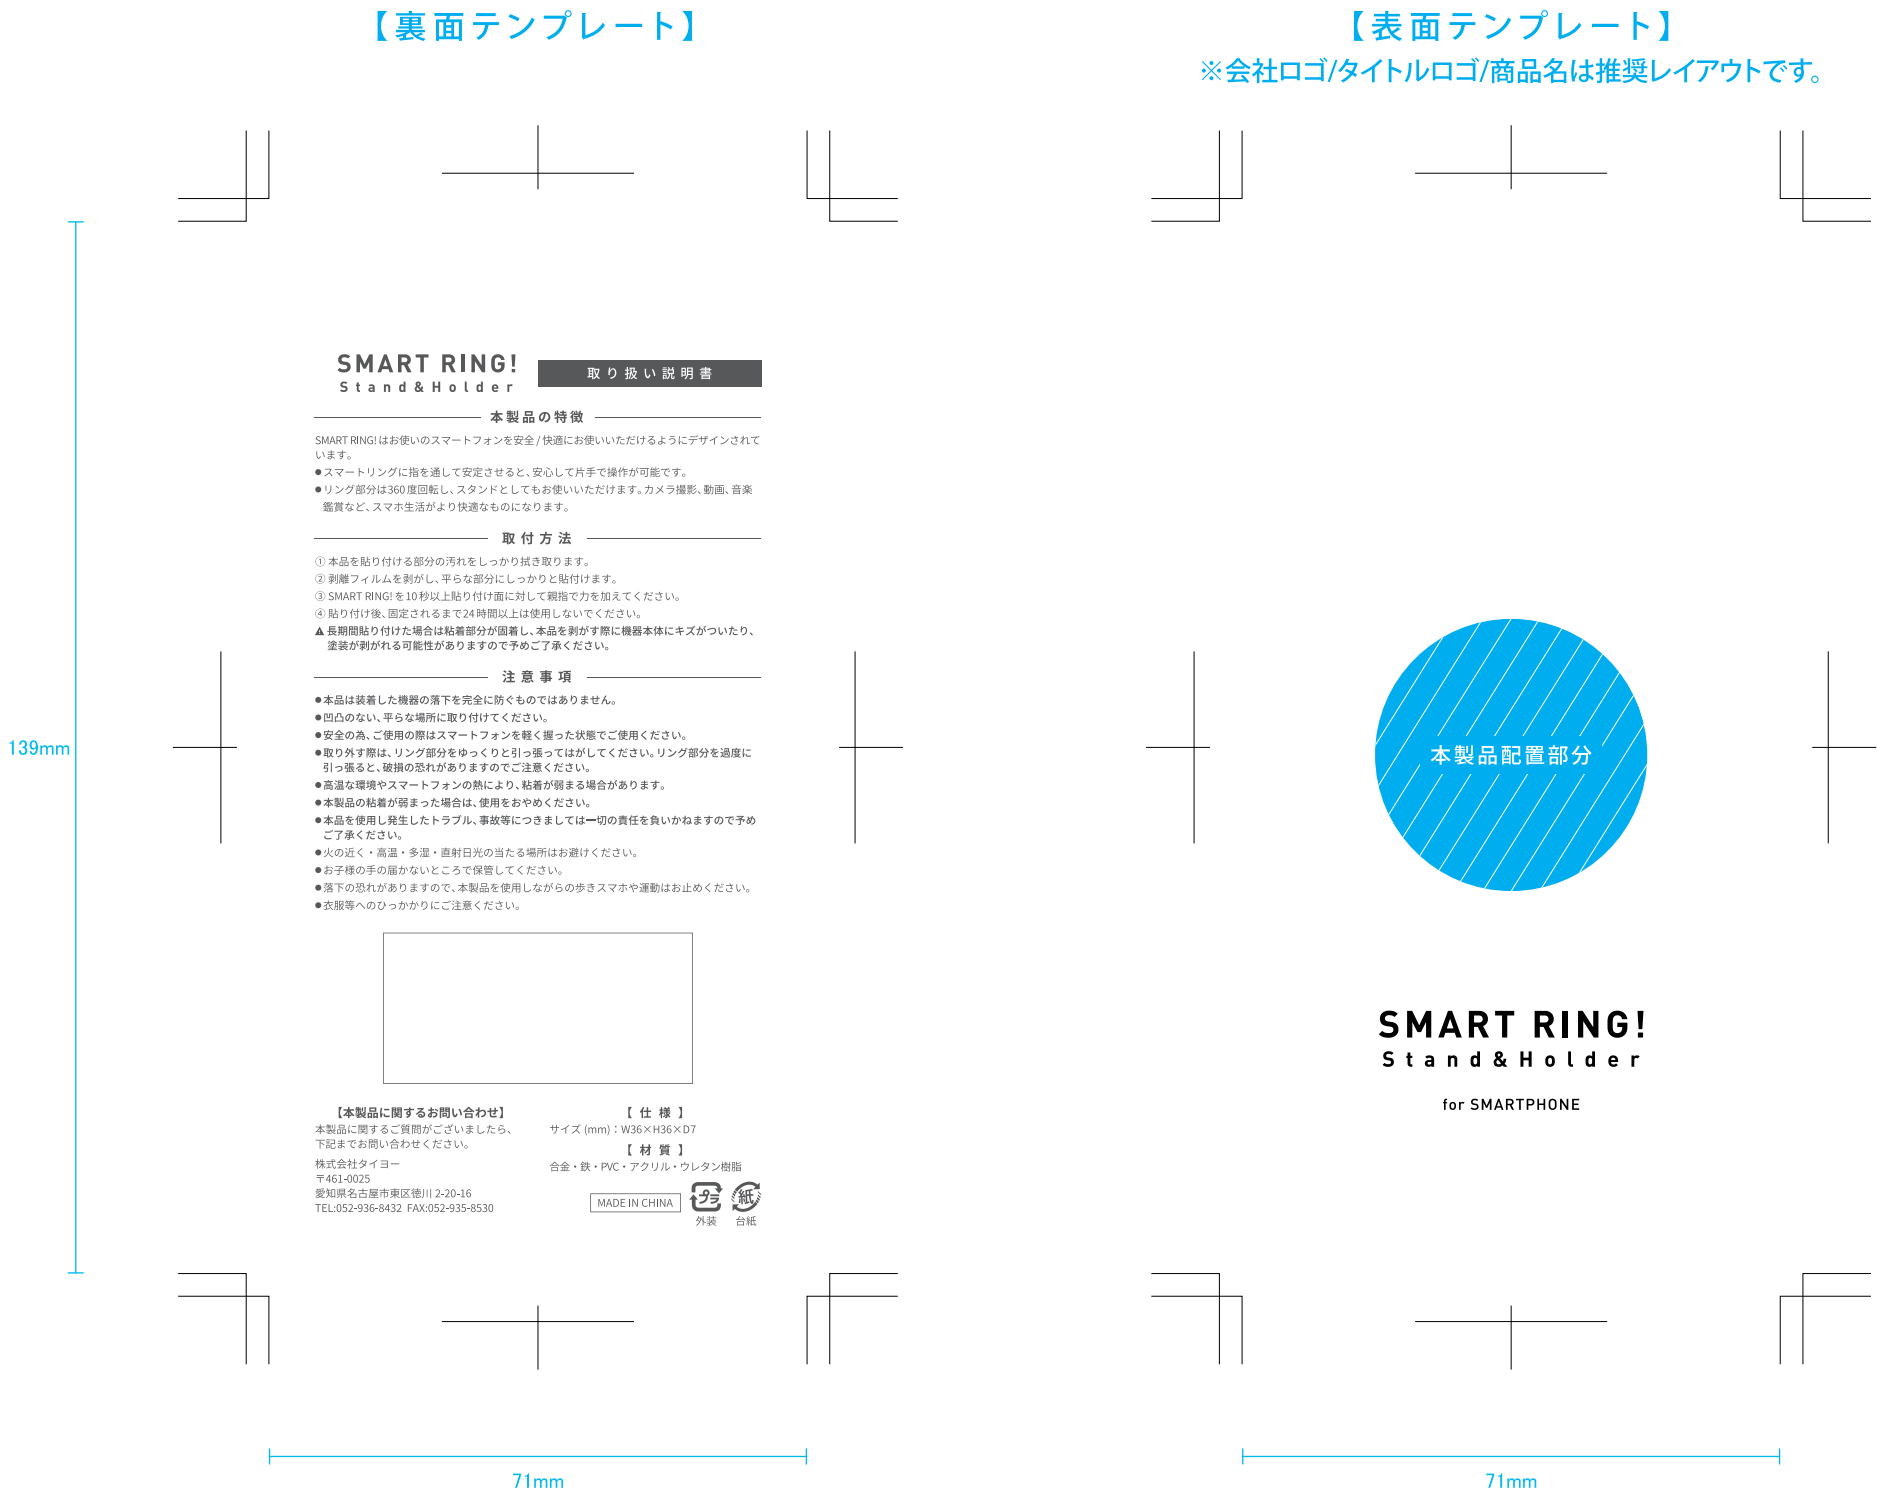 【裏面テンプレート】
139mm
SMART RING!
Stand&Holder
取り扱い説明書
本製品の特徴
SMART RING! はお使いのスマートフォンを安全/快適にお使いいただけるようにデザインされて
います。
●スマートリングに指を通して安定させると、安心して片手で操作が可能です。
●リング部分は360度回転し、スタンドとしてもお使いいただけます。カメラ撮影、動画、音楽
鑑賞など、スマホ生活がより快適なものになります。
取付方法
① 本品を貼り付ける部分の汚れをしっかり拭き取ります。
② 剥離フィルムを剥がし、平らな部分にしっかりと貼付けます。
③ SMART RING! を10秒以上貼り付け面に対して親指で力を加えてください。
④ 貼り付け後、固定されるまで24時間以上は使用しないでください。
⚠ 長期間貼り付けた場合は粘着部分が固着し、本品を剥がす際に機器本体にキズがついたり、
塗装が剥がれる可能性がありますので予めご了承ください。
注意事項
●本品は装着した機器の落下を完全に防ぐものではありません。
●凹凸のない、平らな場所に取り付けてください。
●安全の為、ご使用の際はスマートフォンを軽く握った状態でご使用ください。
●取り外す際は、リング部分をゆっくりと引っ張ってはがしてください。リング部分を過度に
引っ張ると、破損の恐れがありますのでご注意ください。
●高温な環境やスマートフォンの熱により、粘着が弱まる場合があります。
●本製品の粘着が弱まった場合は、使用をおやめください。
●本品を使用し発生したトラブル、事故等につきましては一切の責任を負いかねますので予め
ご了承ください。
●火の近く・高温・多湿・直射日光の当たる場所はお避けください。
●お子様の手の届かないところで保管してください。
●落下の恐れがありますので、本製品を使用しながらの歩きスマホや運動はお止めください。
●衣服等へのひっかかりにご注意ください。
【本製品に関するお問い合わせ】
本製品に関するご質問がございましたら、
下記までお問い合わせください。
株式会社タイヨー
〒461-0025
愛知県名古屋市東区徳川 2-20-16
TEL:052-936-8432 FAX:052-935-8530
【仕様】
サイズ (mm)：W36×H36×D7
【材質】
合金・鉄・PVC・アクリル・ウレタン樹脂
MADE IN CHINA
プラ
外装
紙
台紙
71mm
【表面テンプレート】
※会社ロゴ/タイトルロゴ/商品名は推奨レイアウトです。
本製品配置部分
SMART RING!
Stand&Holder
for SMARTPHONE
71mm